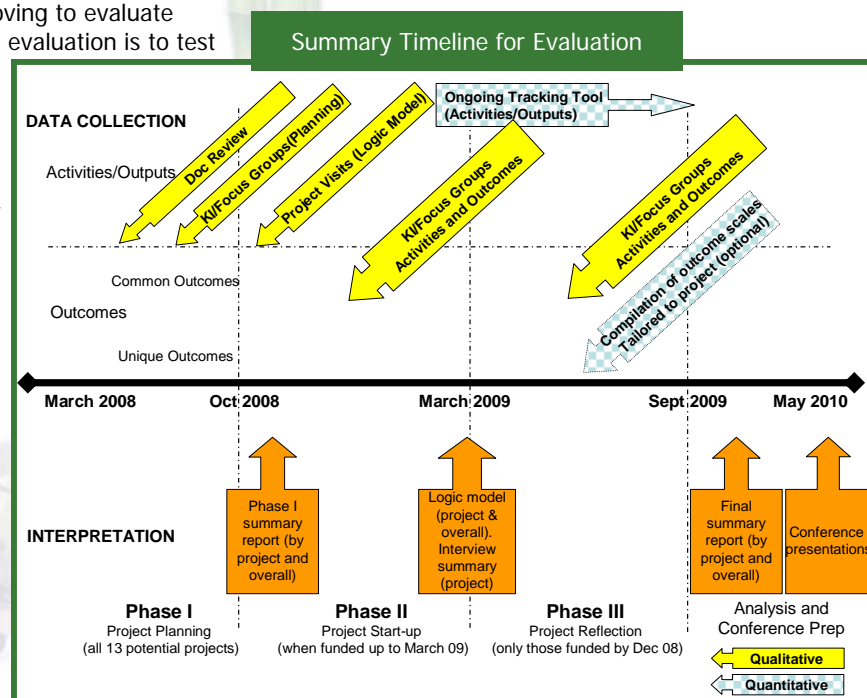 oving to evaluate
evaluation is to test
Summary Timeline for Evaluation
DATA COLLECTION
Activities/Outputs
Doc Review
KI/Focus Groups(Planning)
Project Visits (Logic Model)
Ongoing Tracking Tool
(Activities/Outputs)
KI/Focus Groups
Activities and Outcomes
KI/Focus Groups
Activities and Outcomes
Compilation of outcome scales
Tailored to project (optional)
Common Outcomes
Outcomes
Unique Outcomes
March 2008
Oct 2008
March 2009
Sept 2009
May 2010
INTERPRETATION
Phase I
summary
report (by
project and
overall)
Logic model
(project &
overall).
Interview
summary
(project)
Final
summary
report (by
project and
overall)
Conference
presentations
Phase I
Project Planning
(all 13 potential projects)
Phase II
Project Start-up
(when funded up to March 09)
Phase III
Project Reflection
(only those funded by Dec 08)
Analysis and
Conference Prep
Qualitative
Quantitative